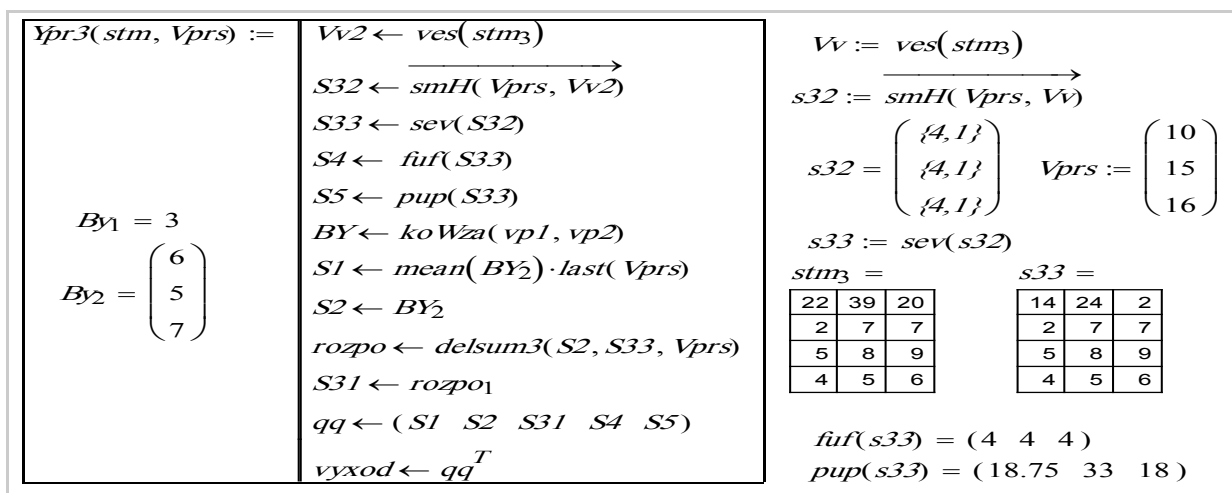 Ypr3(stm, Vprs) :=
By1 = 3
By2 = ( 6 5 7 )
Vv2 ← ves(stm3)
S32 ← smH( Vprs, Vv2)
S33 ← sev(S32)
S4 ← fuf(S33)
S5 ← pup(S33)
BY ← koWza( vp1, vp2)
S1 ← mean(BY2)·last( Vprs)
S2 ← BY2
rozpo ← delsum3(S2, S33, Vprs)
S31 ← rozpo1
qq ← ( S1 S2 S31 S4 S5 )
vyxod ← qq^T
Vv := ves(stm3)
s32 := smH( Vprs, Vv)
s32 = ( {4,1} {4,1} {4,1} ) Vprs := ( 10 15 16 )
s33 := sev(s32)
stm3 = s33 =
22 39 20 14 24 2
2 7 7 2 7 7
5 8 9 5 8 9
4 5 6 4 5 6
fuf(s33) = ( 4 4 4 )
pup(s33) = ( 18.75 33 18 )